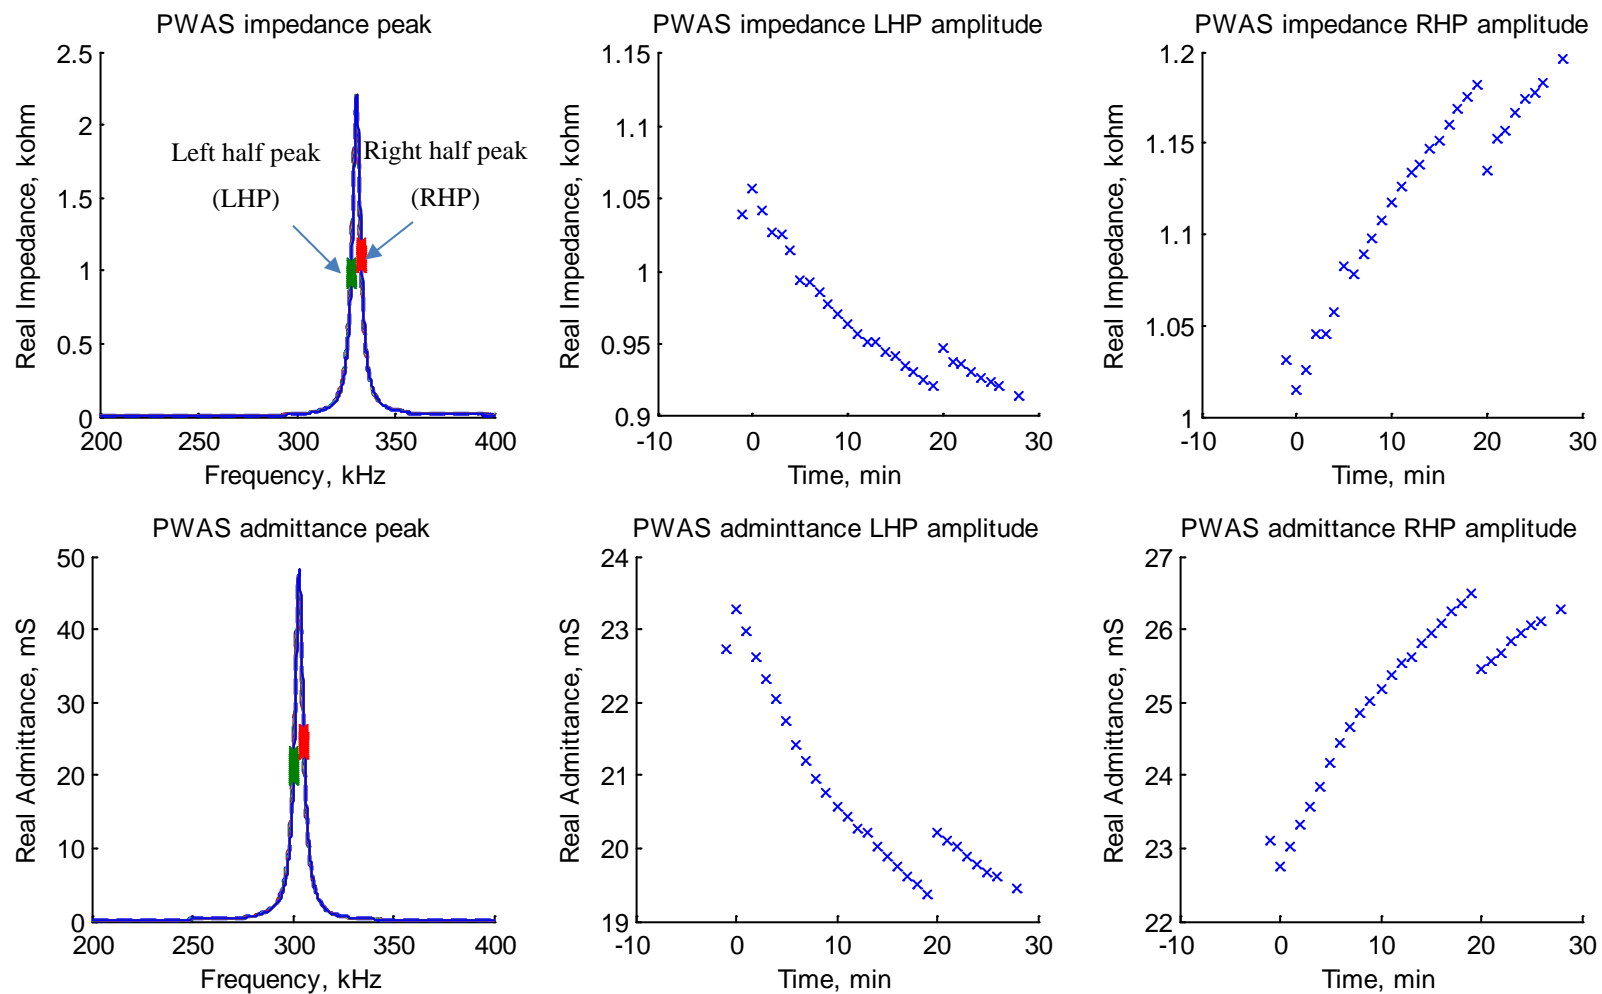 PWAS impedance peak
2.5
2
1.5
1
0.5
0
200 250 300 350 400
Real Impedance, kohm
Frequency, kHz
Left half peak
(LHP)
Right half peak
(RHP)
PWAS impedance LHP amplitude
1.15
1.1
1.05
1
0.95
0.9
-10 0 10 20 30
Real Impedance, kohm
Time, min
PWAS impedance RHP amplitude
1.2
1.15
1.1
1.05
1
-10 0 10 20 30
Real Impedance, kohm
Time, min
PWAS admittance peak
50
40
30
20
10
0
200 250 300 350 400
Real Admittance, mS
Frequency, kHz
PWAS adminttance LHP amplitude
24
23
22
21
20
19
-10 0 10 20 30
Real Admittance, mS
Time, min
PWAS admittance RHP amplitude
27
26
25
24
23
22
-10 0 10 20 30
Real Admittance, mS
Time, min